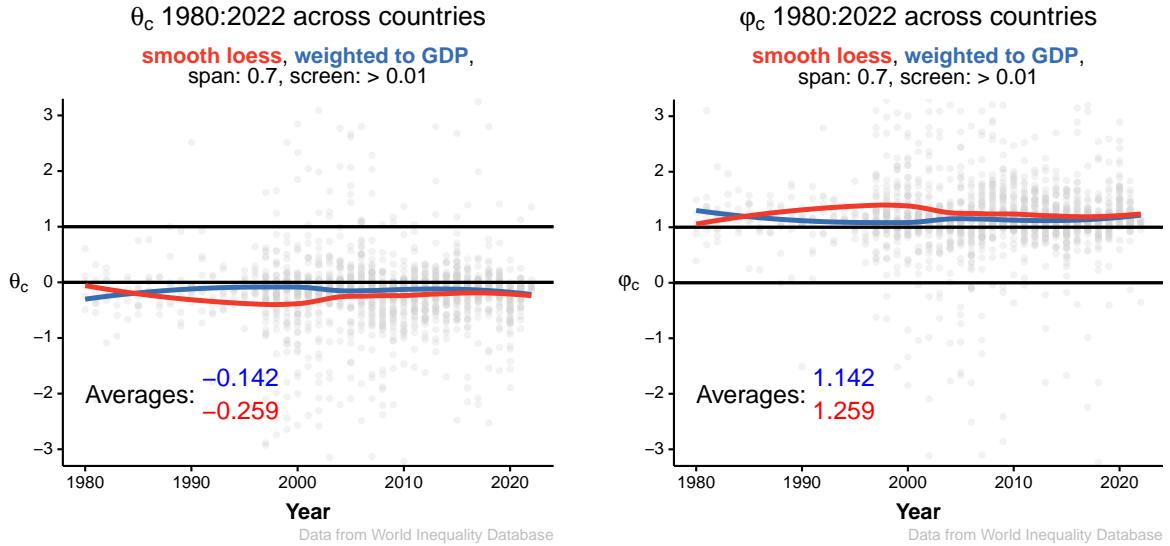 θc 1980:2022 across countries
smooth loess, weighted to GDP,
span: 0.7, screen: > 0.01
3
2
1
0
−1
−2
−3
θc
Averages:
−0.142
−0.259
1980
1990
2000
2010
2020
Year
Data from World Inequality Database
φc 1980:2022 across countries
smooth loess, weighted to GDP,
span: 0.7, screen: > 0.01
3
2
1
0
−1
−2
−3
φc
Averages:
1.142
1.259
1980
1990
2000
2010
2020
Year
Data from World Inequality Database